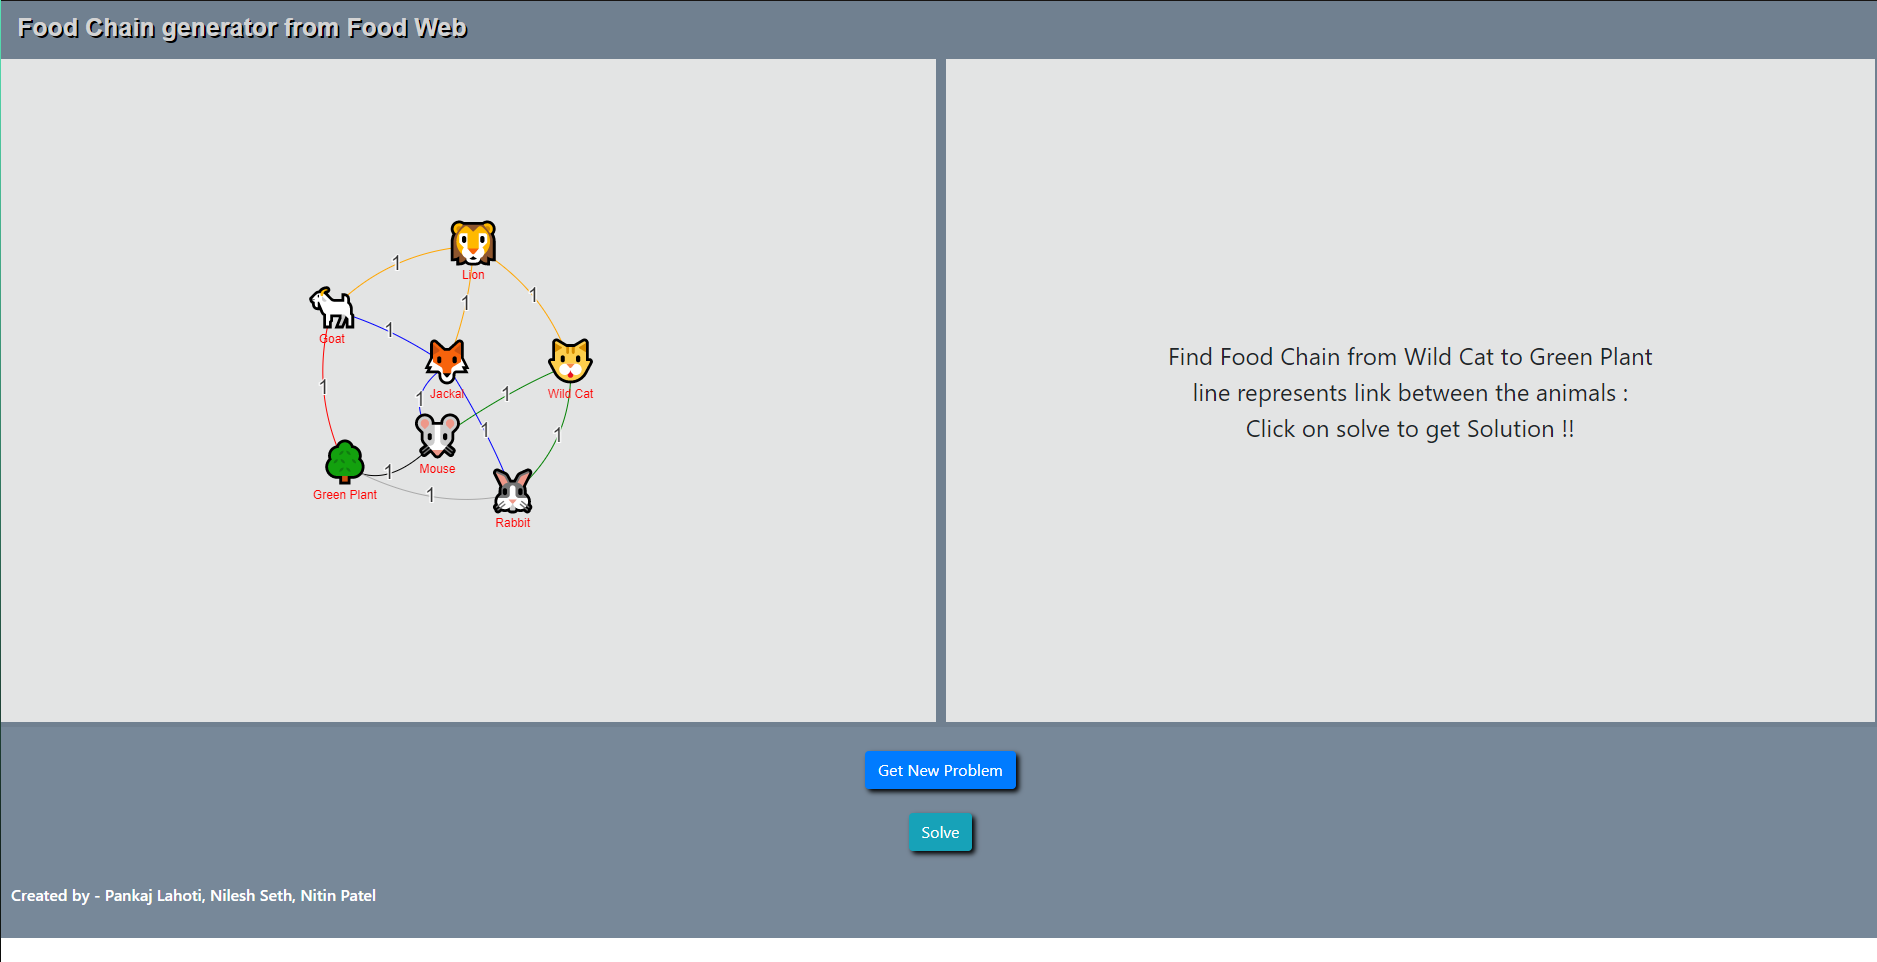 Food Chain generator from Food Web
Lion
1
1
1
Goat
1
Jackal
Wild Cat
1
1
1
Mouse
1
1
Green Plant
1
1
Rabbit
Find Food Chain from Wild Cat to Green Plant
line represents link between the animals :
Click on solve to get Solution !!
Get New Problem
Solve
Created by - Pankaj Lahoti, Nilesh Seth, Nitin Patel